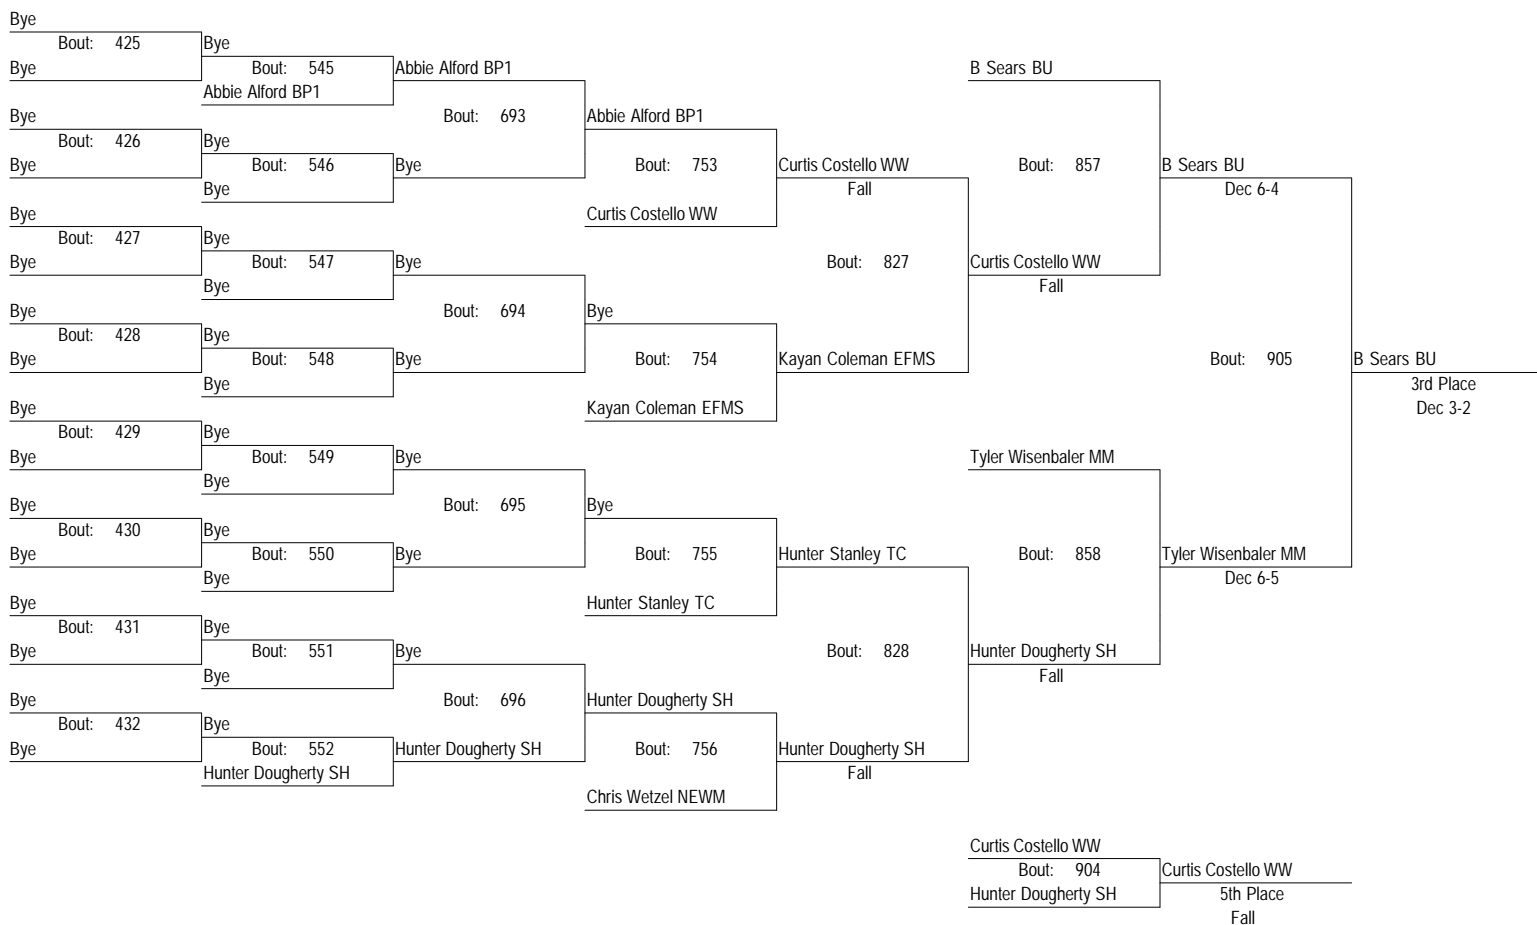 Bye
Bout: 425 Bye
Bye Bout: 545 Abbie Alford BP1 B Sears BU
Abbie Alford BP1
Bye Bout: 693 Abbie Alford BP1
Bout: 426 Bye
Bye Bout: 546 Bye Bout: 753 Curtis Costello WW Bout: 857 B Sears BU
Bye Fall Dec 6-4
Bye Curtis Costello WW
Bout: 427 Bye
Bye Bout: 547 Bye Bout: 827 Curtis Costello WW
Bye Fall
Bye Bout: 694 Bye
Bout: 428 Bye
Bye Bout: 548 Bye Bout: 754 Kayan Coleman EFMS Bout: 905 B Sears BU
Bye 3rd Place
Bye Kayan Coleman EFMS Dec 3-2
Bout: 429 Bye
Bye Bout: 549 Bye Tyler Wisenbaler MM
Bye
Bye Bout: 695 Bye
Bout: 430 Bye
Bye Bout: 550 Bye Bout: 755 Hunter Stanley TC Bout: 858 Tyler Wisenbaler MM
Bye Dec 6-5
Bye Hunter Stanley TC
Bout: 431 Bye
Bye Bout: 551 Bye Bout: 828 Hunter Dougherty SH
Bye Fall
Bye Bout: 696 Hunter Dougherty SH
Bout: 432 Bye
Bye Bout: 552 Hunter Dougherty SH Bout: 756 Hunter Dougherty SH
Hunter Dougherty SH Fall
Chris Wetzel NEWM
Curtis Costello WW
Bout: 904 Curtis Costello WW
Hunter Dougherty SH 5th Place
Fall